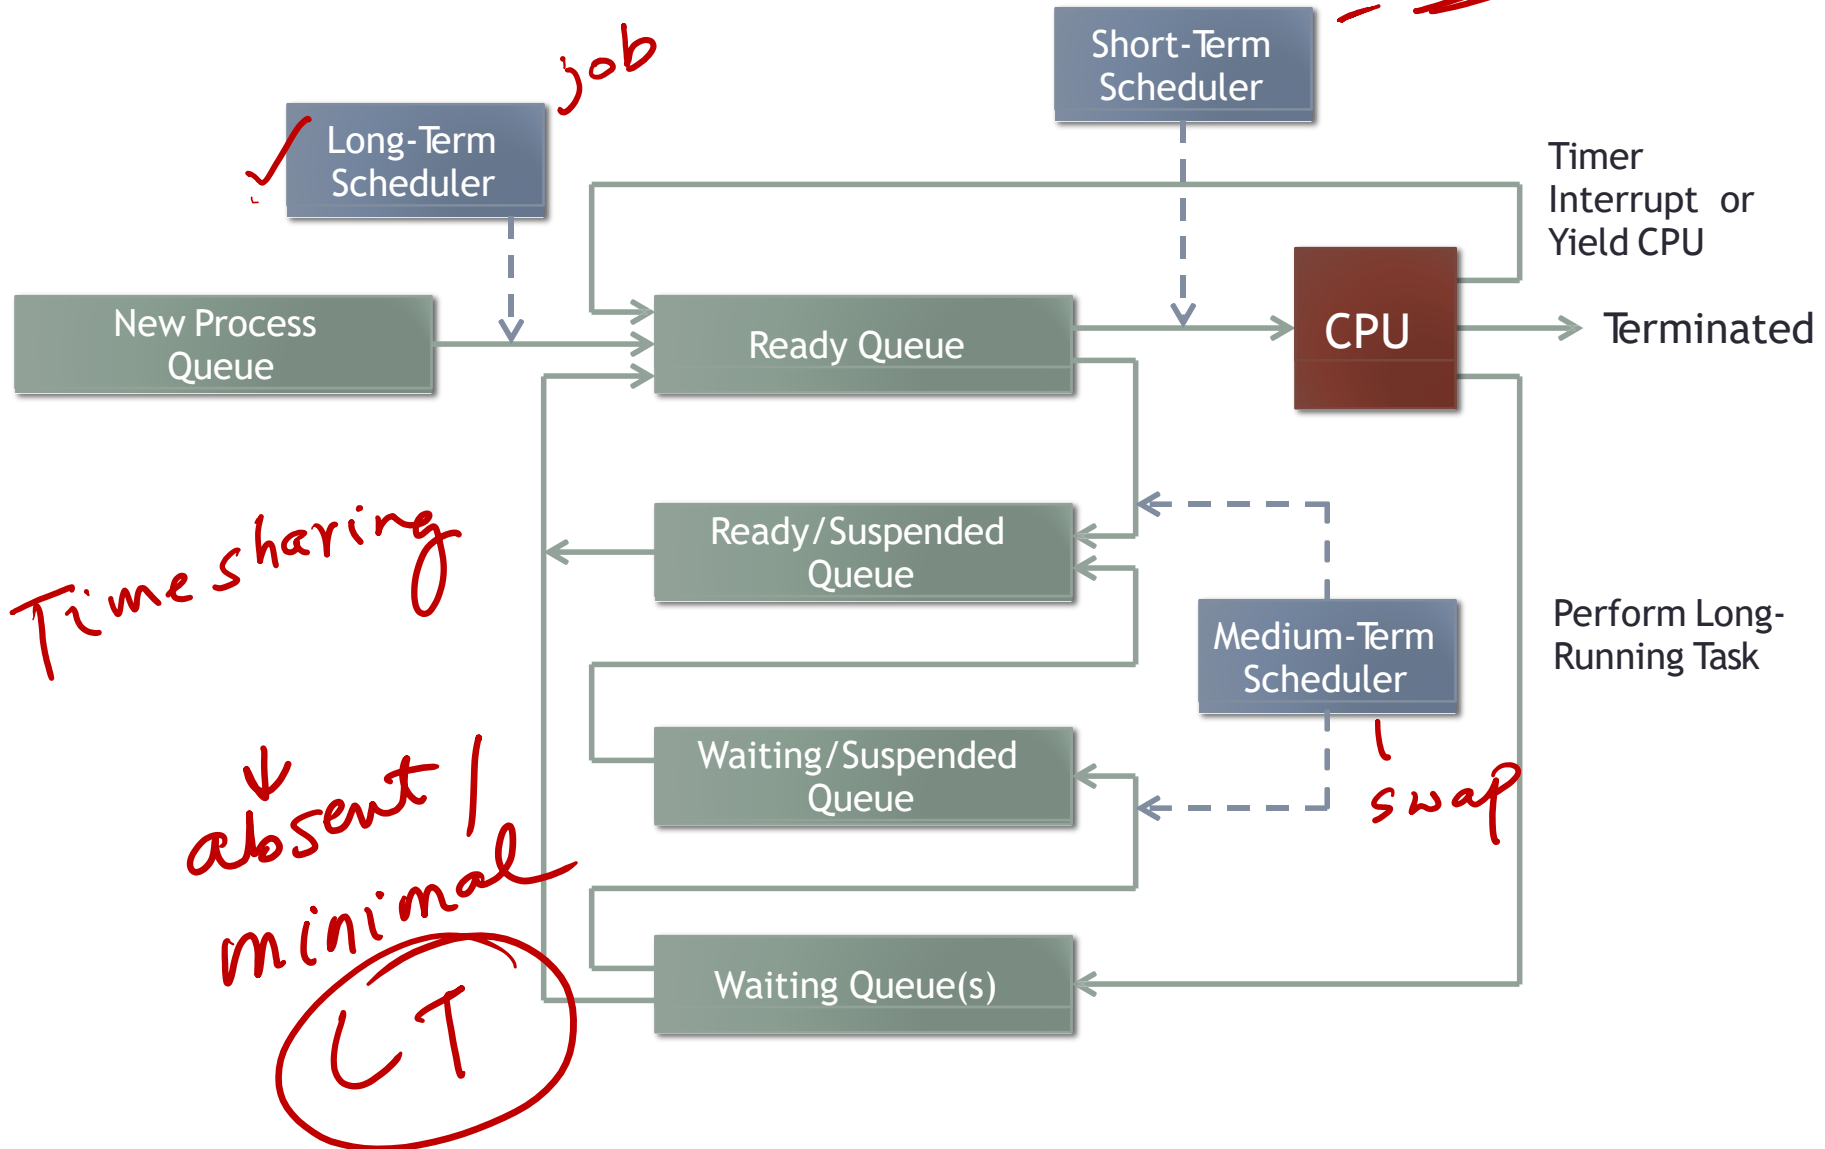 Short-Term
Scheduler
job
Long-Term
Scheduler
Timer
Interrupt or
Yield CPU
New Process
Queue
Ready Queue
CPU
Terminated
Ready/Suspended
Queue
Time sharing
Medium-Term
Scheduler
Perform Long-
Running Task
Waiting/Suspended
Queue
swap
absent /
minimal
Waiting Queue(s)
LT